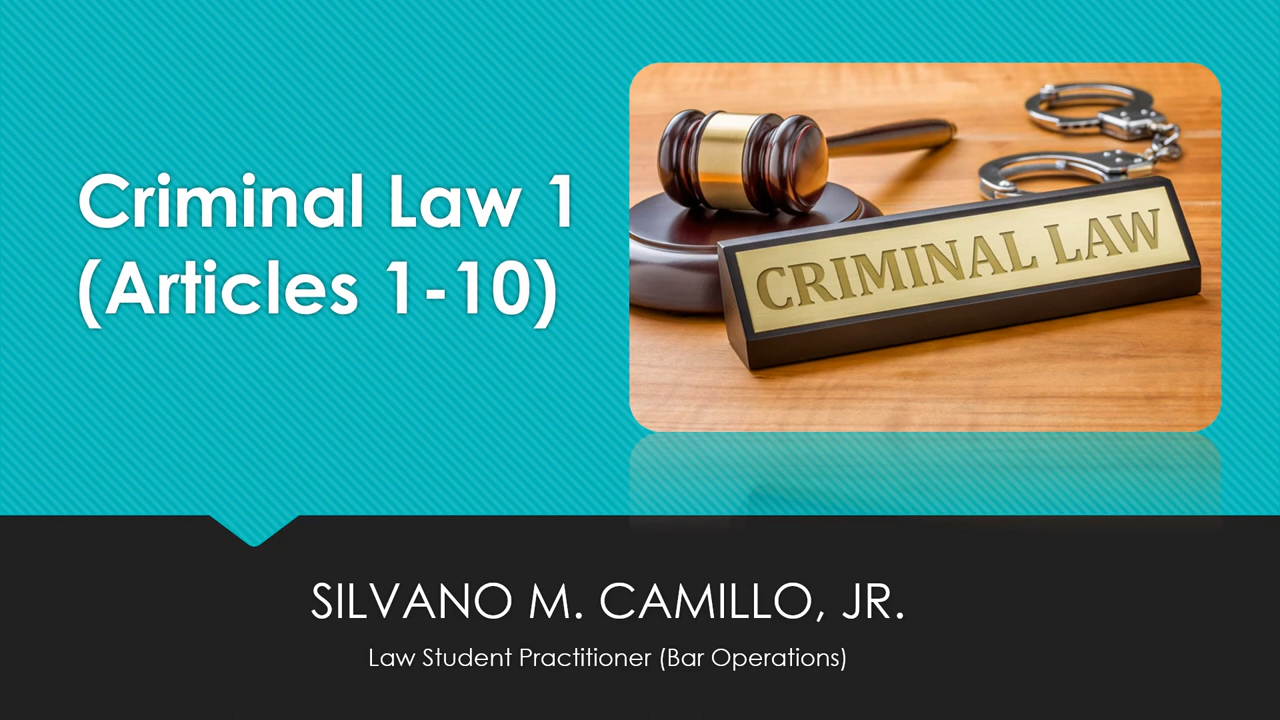 Criminal Law 1
(Articles 1-10)
CRIMINAL LAW
SILVANO M. CAMILLO, JR.
Law Student Practitioner (Bar Operations)